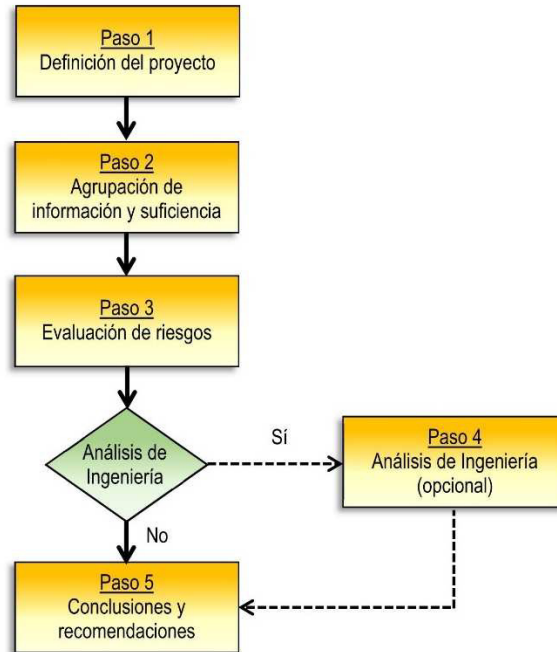 Paso 1
Definición del proyecto
Paso 2
Agrupación de
información y suficiencia
Paso 3
Evaluación de riesgos
Análisis de
Ingeniería
Sí
Paso 4
Análisis de Ingeniería
(opcional)
No
Paso 5
Conclusiones y
recomendaciones